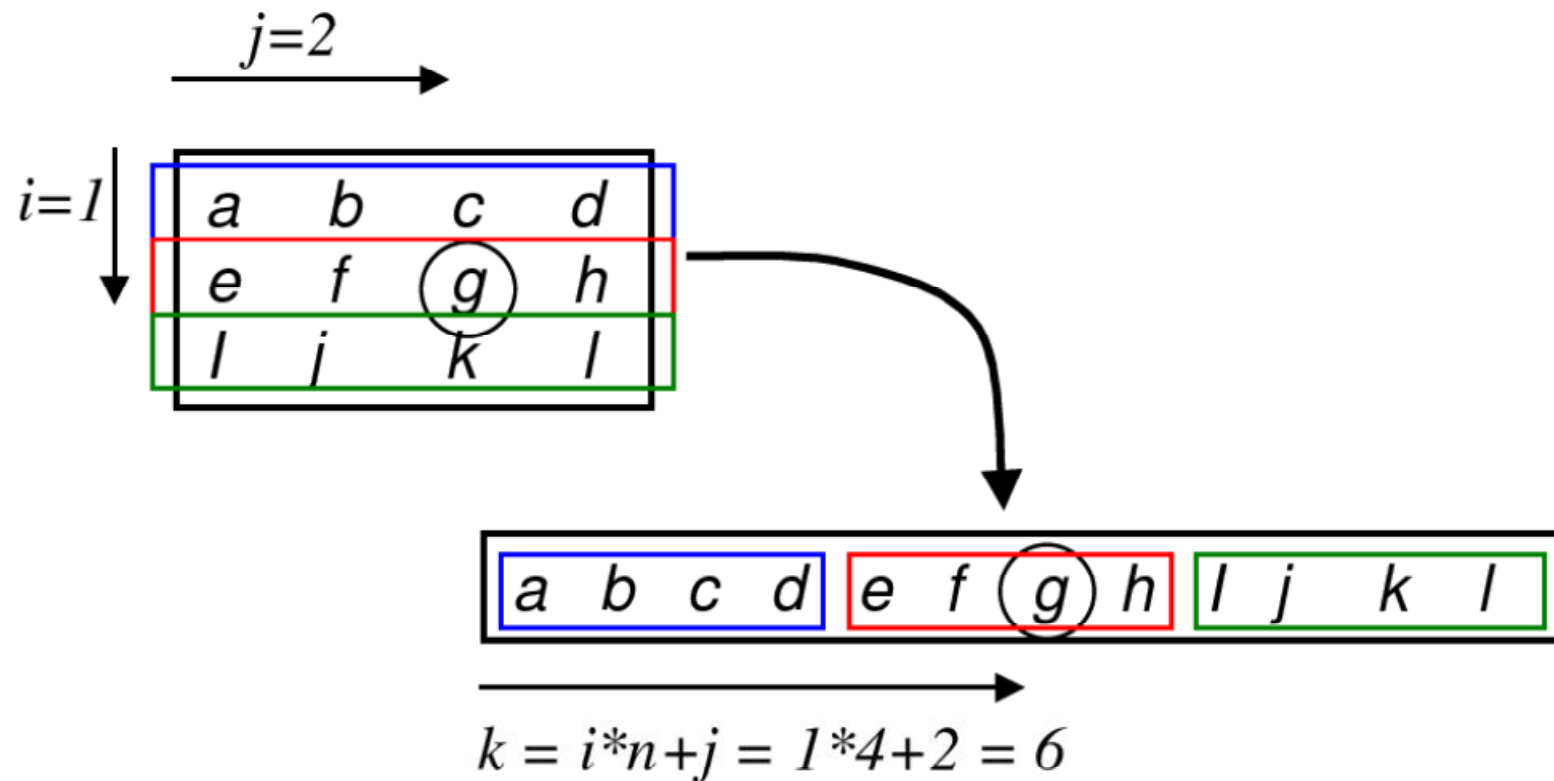 j=2
i=1
a b c d
e f g h
I j k l
a b c d e f g h I j k l
k = i*n+j = 1*4+2 = 6